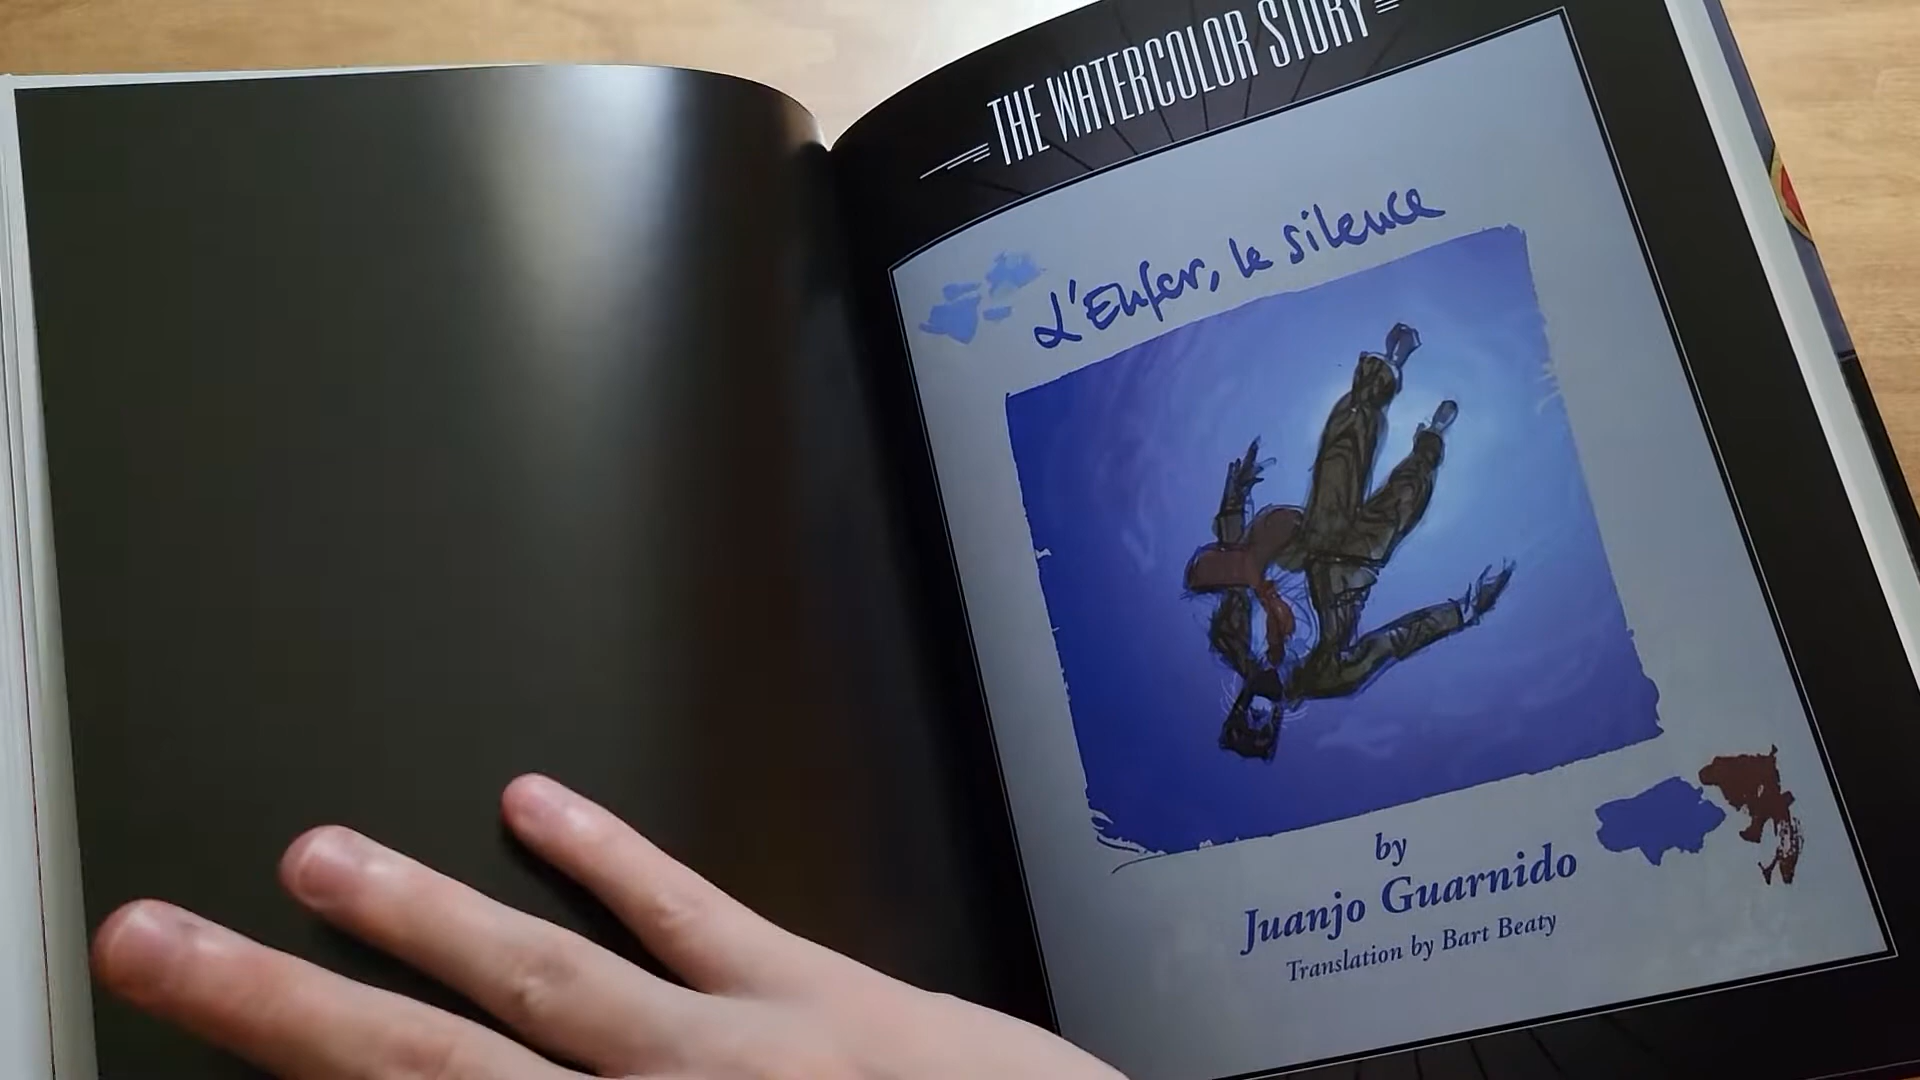 THE WATERCOLOR STORY
L'Enfer, le silence
by
Juanjo Guarnido
Translation by Bart Beaty